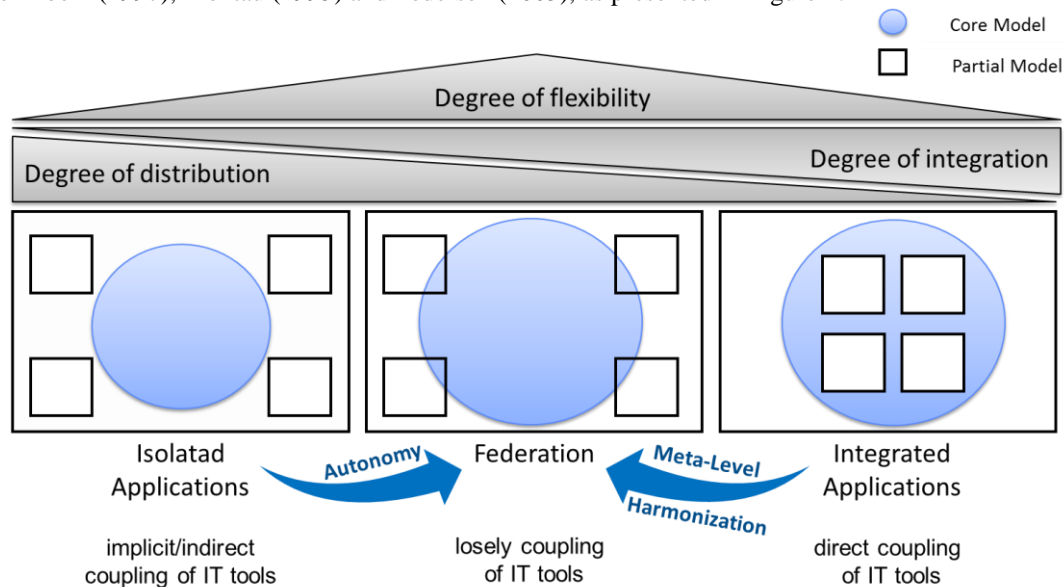 as presented
Core Model
Partial Model
Degree of flexibility
Degree of integration
Degree of distribution
Isolatad
Applications
Autonomy
Federation
Meta-Level
Harmonization
Integrated
Applications
implicit/indirect
coupling of IT tools
losely coupling
of IT tools
direct coupling
of IT tools